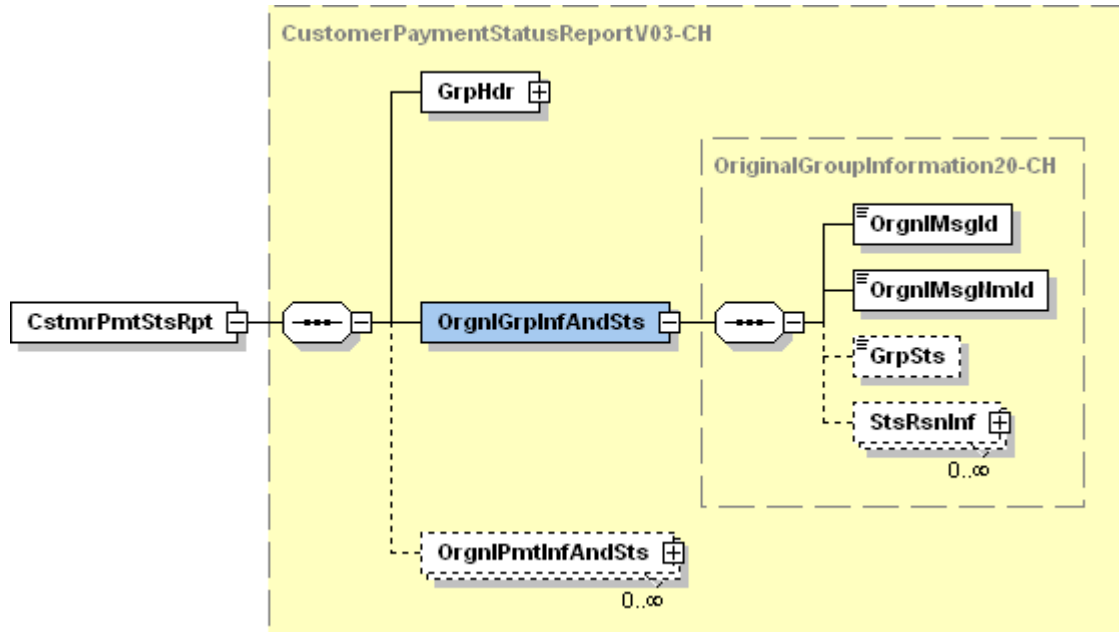 CustomerPaymentStatusReportV03-CH
GrpHdr
OriginalGroupInformation20-CH
OrgnlMsgId
OrgnlMsgNmId
CstmrPmtStsRpt
OrgnlGrpInfAndSts
GrpSts
StsRsnInf
0..∞
OrgnlPmtInfAndSts
0..∞